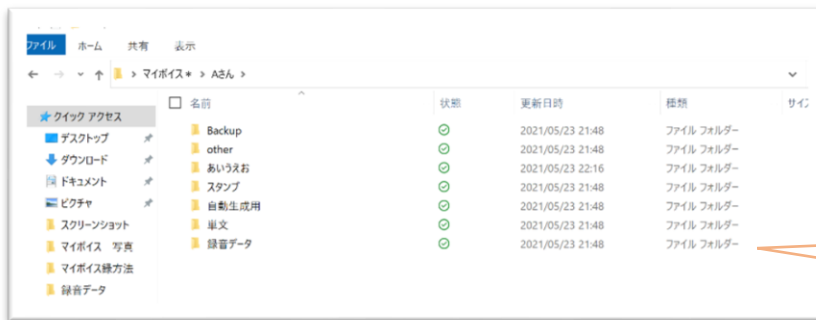 ファイル ホーム 共有 表示
マイボイス* > Aさん >
名前 状態 更新日時 種類 サイズ
クイック アクセス
デスクトップ
ダウンロード
ドキュメント
ピクチャ
スクリーンショット
マイボイス 写真
マイボイス縁方法
録音データ
Backup 2021/05/23 21:48 ファイル フォルダー
other 2021/05/23 21:48 ファイル フォルダー
あいうえお 2021/05/23 22:16 ファイル フォルダー
スタンプ 2021/05/23 21:48 ファイル フォルダー
自動生成用 2021/05/23 21:48 ファイル フォルダー
単文 2021/05/23 21:48 ファイル フォルダー
録音データ 2021/05/23 21:48 ファイル フォルダー